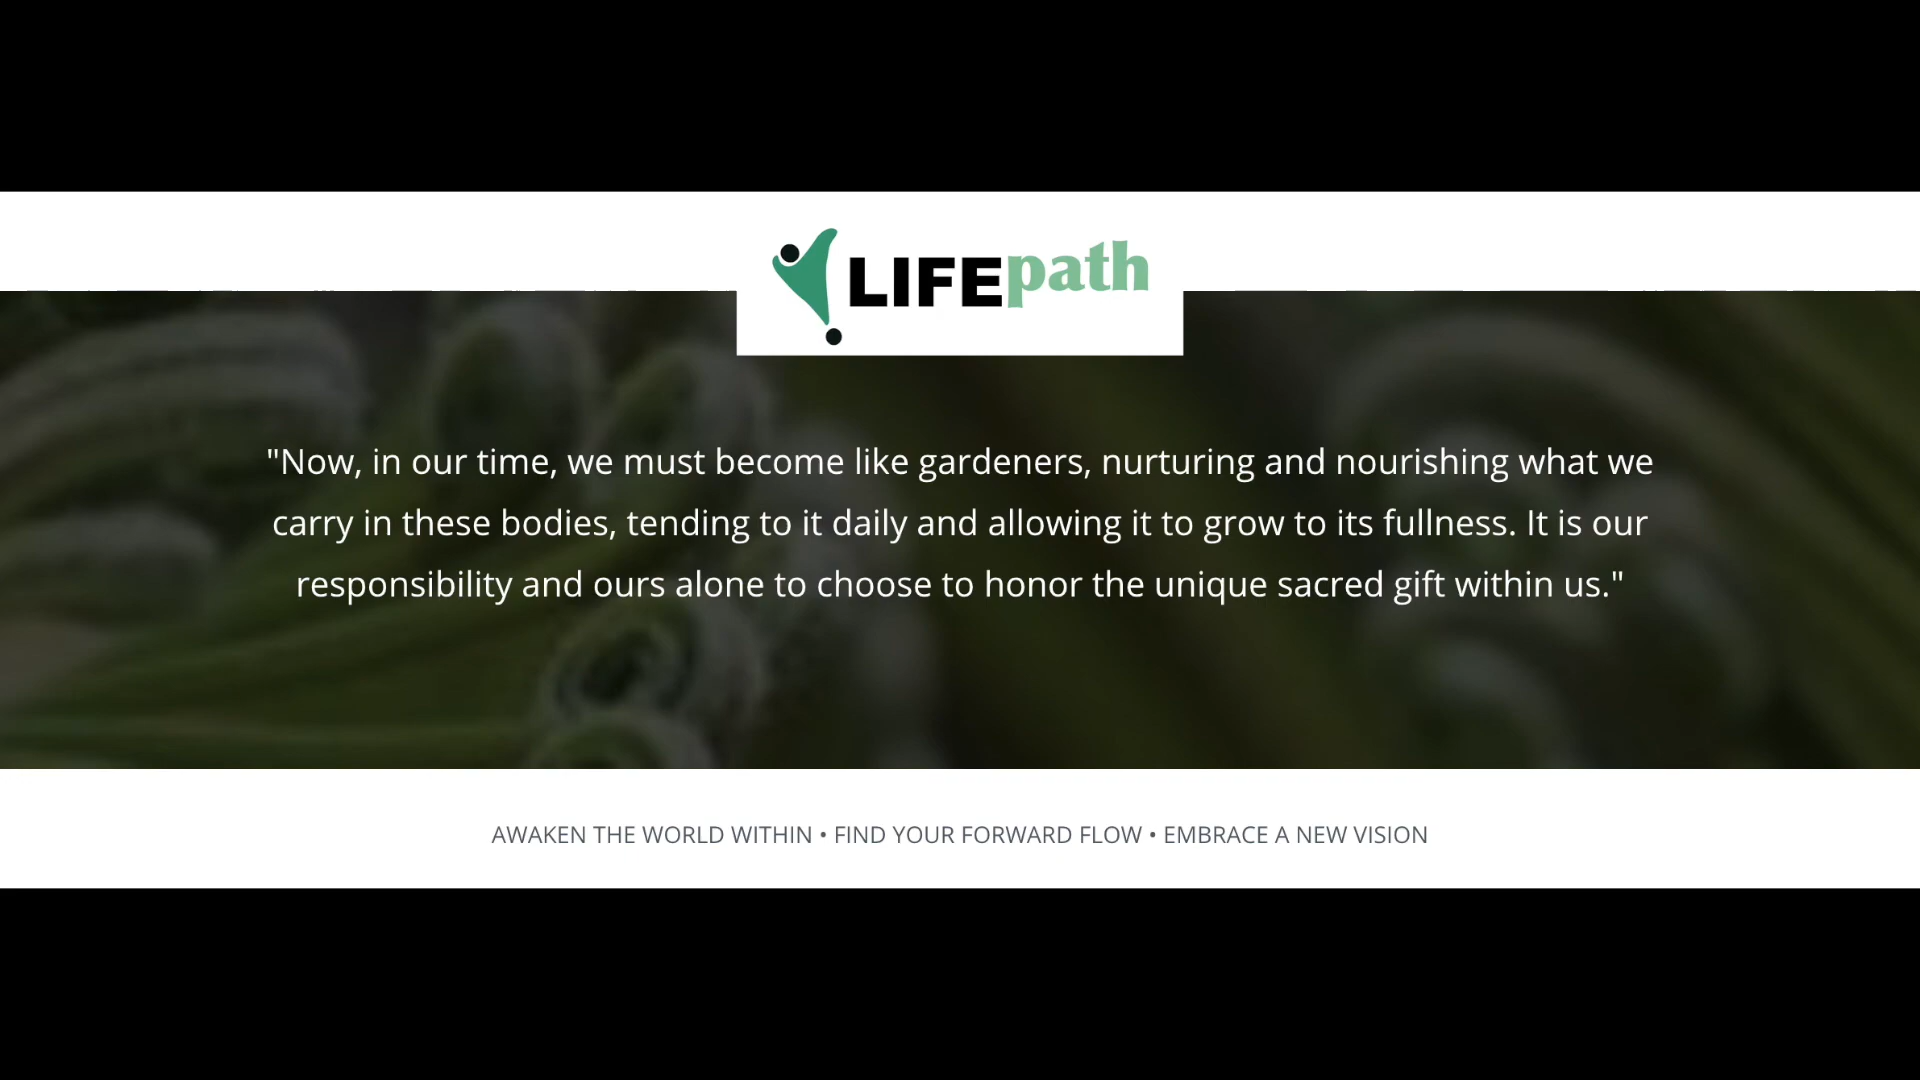 LIFEpath
"Now, in our time, we must become like gardeners, nurturing and nourishing what we
carry in these bodies, tending to it daily and allowing it to grow to its fullness. It is our
responsibility and ours alone to choose to honor the unique sacred gift within us."
AWAKEN THE WORLD WITHIN • FIND YOUR FORWARD FLOW • EMBRACE A NEW VISION